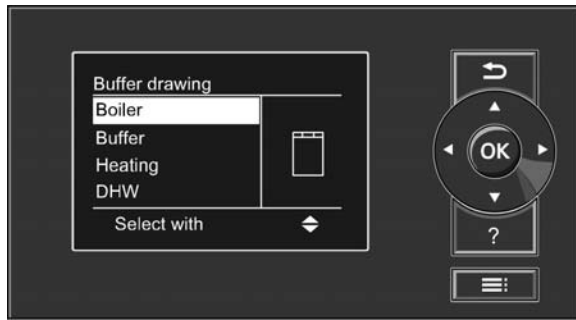 Buffer drawing
Boiler
Buffer
Heating
DHW
Select with
OK
?